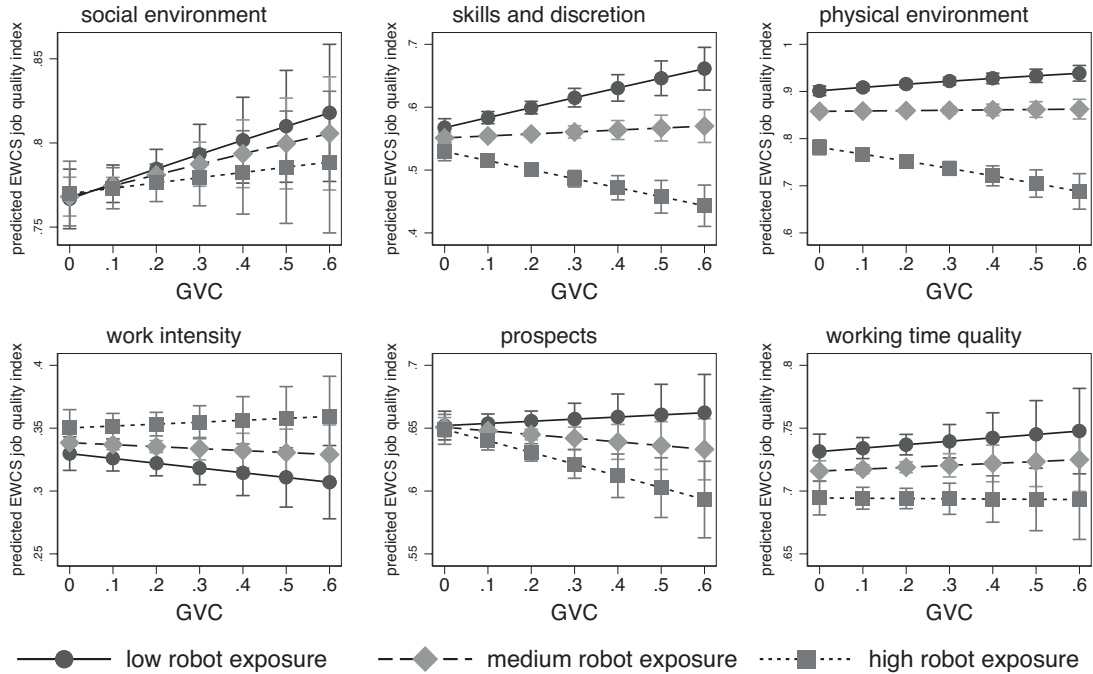 social environment
predicted EWCS job quality index
.85
.8
.75
0 .1 .2 .3 .4 .5 .6
GVC
skills and discretion
predicted EWCS job quality index
.7
.6
.5
.4
0 .1 .2 .3 .4 .5 .6
GVC
physical environment
predicted EWCS job quality index
1
.9
.8
.7
.6
0 .1 .2 .3 .4 .5 .6
GVC
work intensity
predicted EWCS job quality index
.4
.35
.3
.25
0 .1 .2 .3 .4 .5 .6
GVC
prospects
predicted EWCS job quality index
.7
.65
.6
.55
0 .1 .2 .3 .4 .5 .6
GVC
working time quality
predicted EWCS job quality index
.8
.75
.7
.65
0 .1 .2 .3 .4 .5 .6
GVC
low robot exposure
medium robot exposure
high robot exposure